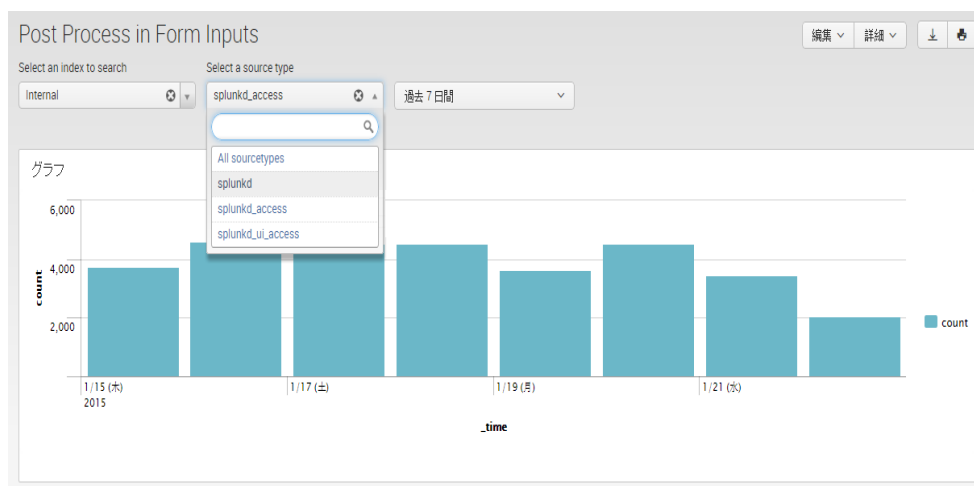 Post Process in Form Inputs
編集
詳細
Select an index to search
Select a source type
Internal
splunkd_access
過去 7 日間
All sourcetypes
splunkd
splunkd_access
splunkd_ui_access
グラフ
6,000
4,000
2,000
count
count
1/15 (木)
2015
1/17 (土)
1/19 (月)
1/21 (水)
_time